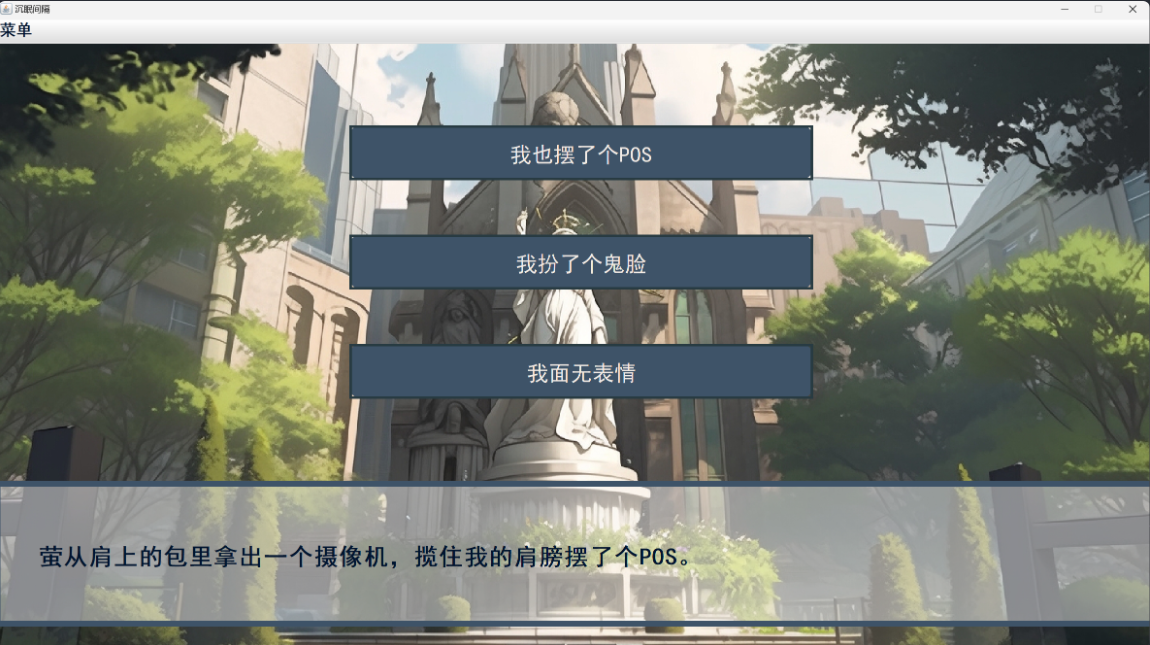 沉眠间隔
菜单
我也摆了个POS
我扮了个鬼脸
我面无表情
萤从肩上的包里拿出一个摄像机，揽住我的肩膀摆了个POS。